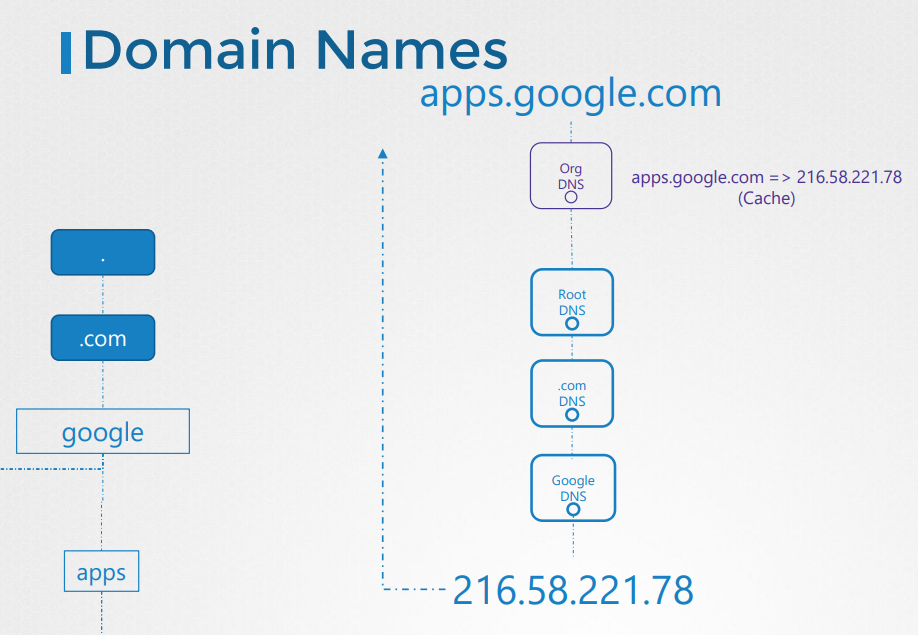 Domain Names
apps.google.com
Org
DNS
apps.google.com => 216.58.221.78
(Cache)
.
.com
google
apps
Root
DNS
.com
DNS
Google
DNS
216.58.221.78